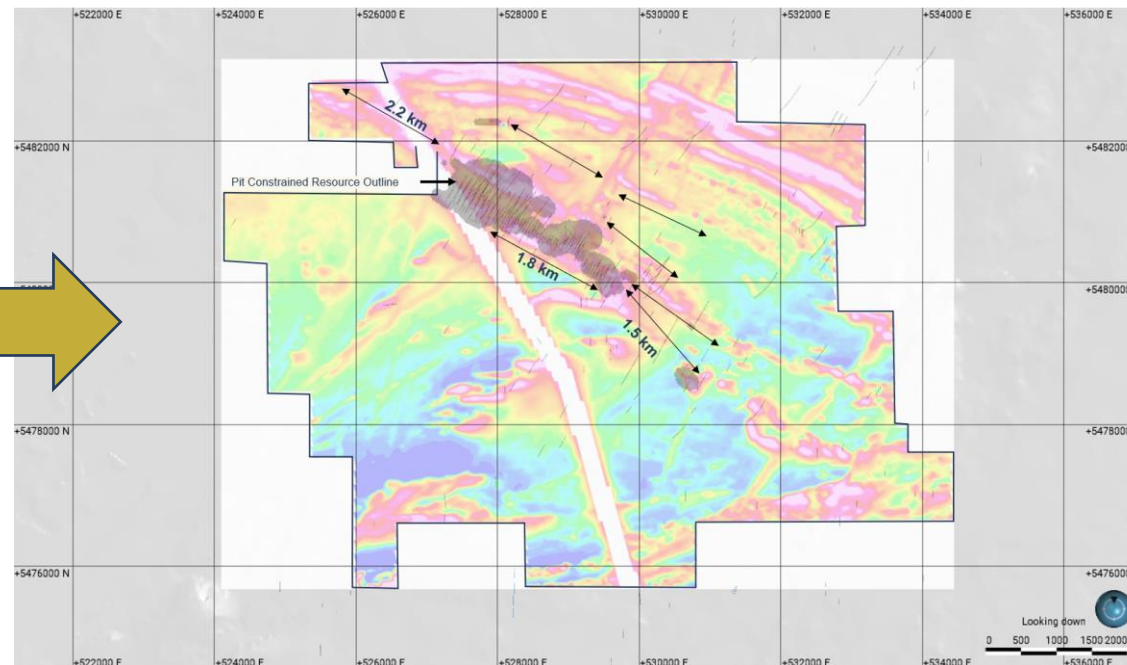 +522000 E +524000 E +526000 E +528000 E +530000 E +532000 E +534000 E +536000 E
2.2 km
+5482000 N +5482000
Pit Constrained Resource Outline
1.8 km
+5480000
1.5 km
+5478000 N +5478000
+5476000 N +5476000
Looking down
0 500 1000 1500 2000
+522000 E +524000 E +526000 E +528000 E +530000 E +532000 E +534000 E +536000 E